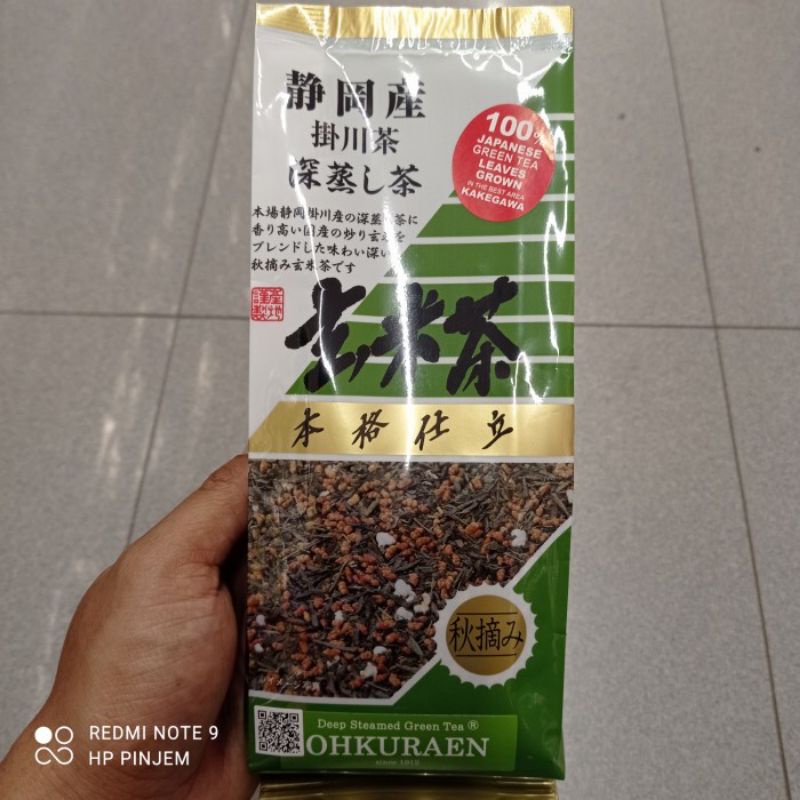 静岡産
掛川茶
深蒸し茶
100%
JAPANESE
GREEN TEA
LEAVES
GROWN
IN THE BEST AREA
KAKEGAWA
本場静岡掛川産の深蒸し茶に
香り高い国産の炒り玄米を
ブレンドした味わい深い
秋摘み玄米茶です
玄米茶
本格仕立
秋摘み
Deep Steamed Green Tea ®
OHKURAEN
since 1912
REDMI NOTE 9
HP PINJEM